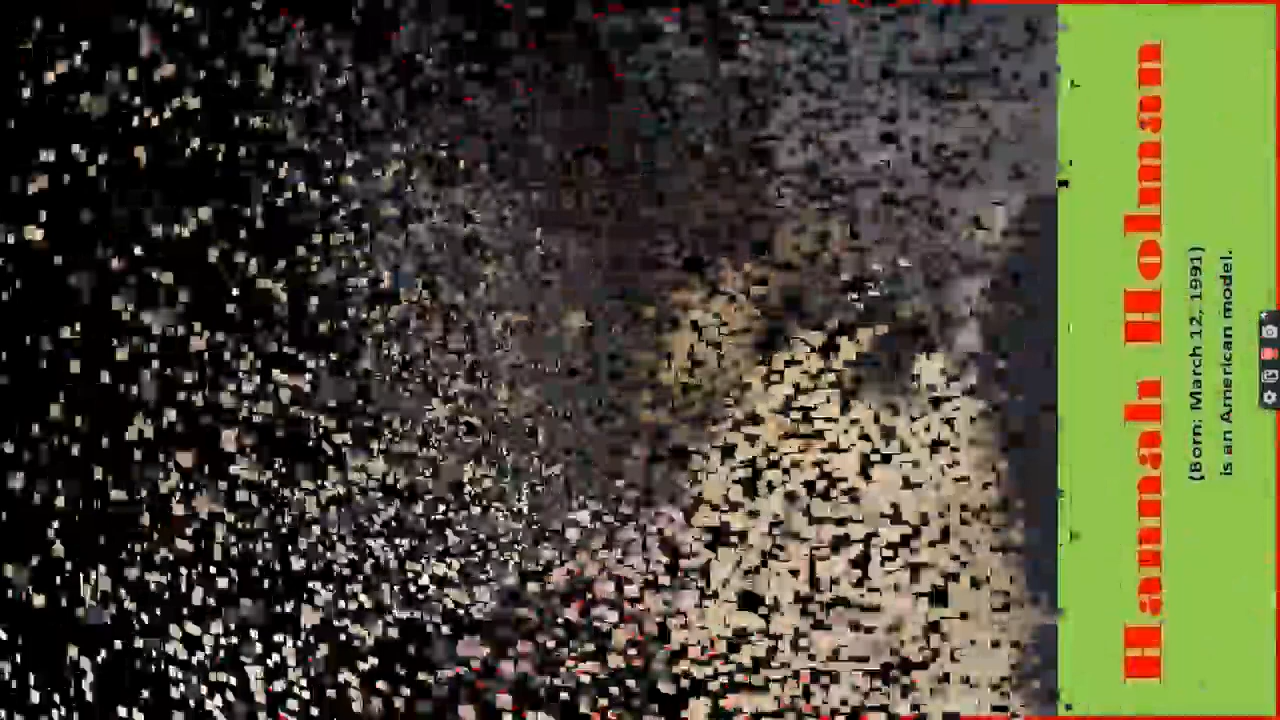 Hannah Holman
(Born: March 12, 1991)
is an American model.